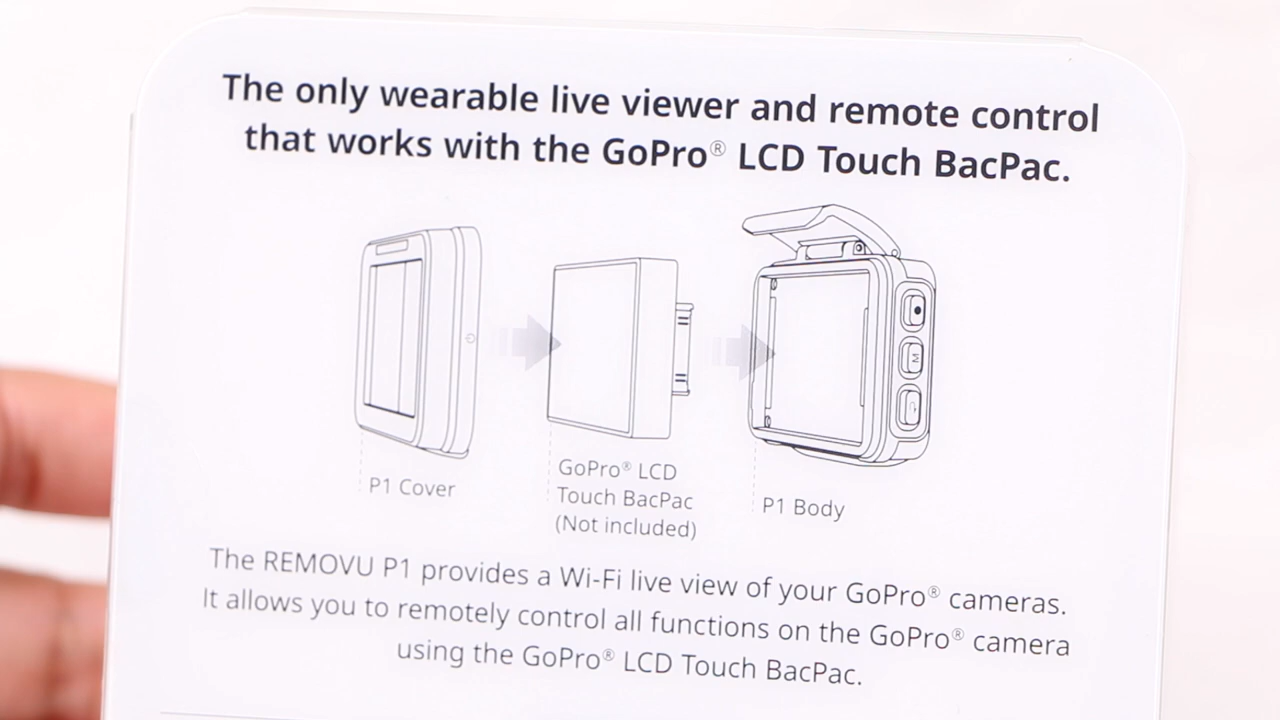 The only wearable live viewer and remote control
that works with the GoPro® LCD Touch BacPac.
M
P1 Cover
GoPro® LCD
Touch BacPac
(Not included)
P1 Body
The REMOVU P1 provides a Wi-Fi live view of your GoPro® cameras.
It allows you to remotely control all functions on the GoPro® camera
using the GoPro® LCD Touch BacPac.